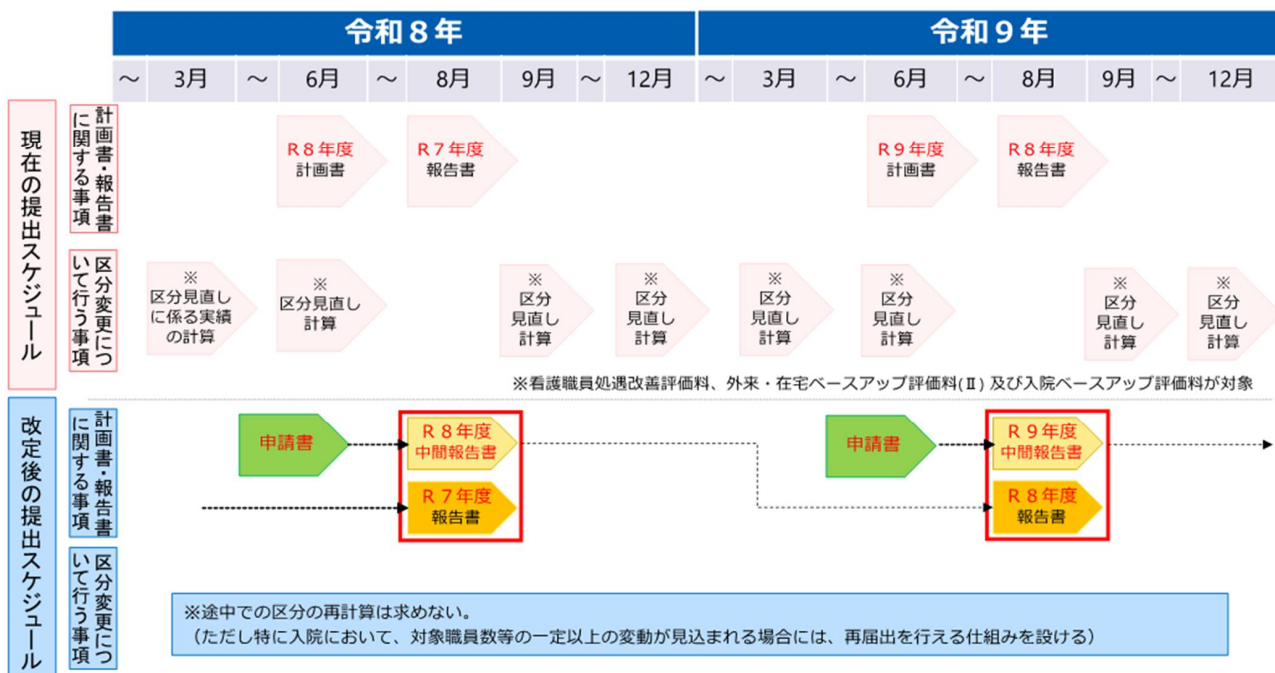 令和８年
令和９年
～ 3月 ～ 6月 ～ 8月 9月 ～ 12月 ～ 3月 ～ 6月 ～ 8月 9月 ～ 12月
現在の提出スケジュール
計画書・報告書
に関する事項
Ｒ８年度
計画書
Ｒ７年度
報告書
Ｒ９年度
計画書
Ｒ８年度
報告書
区分変更につ
いて行う事項
※
区分見直し
に係る実績
の計算
※
区分見直し
計算
※
区分
見直し
計算
※
区分
見直し
計算
※
区分
見直し
計算
※
区分
見直し
計算
※
区分
見直し
計算
※
区分
見直し
計算
※看護職員処遇改善評価料、外来・在宅ベースアップ評価料(Ⅱ) 及び入院ベースアップ評価料が対象
改定後の提出スケジュール
計画書・報告書
に関する事項
申請書
Ｒ８年度
中間報告書
Ｒ７年度
報告書
申請書
Ｒ９年度
中間報告書
Ｒ８年度
報告書
区分変更につ
いて行う事項
※途中での区分の再計算は求めない。
（ただし特に入院において、対象職員数等の一定以上の変動が見込まれる場合には、再届出を行える仕組みを設ける）